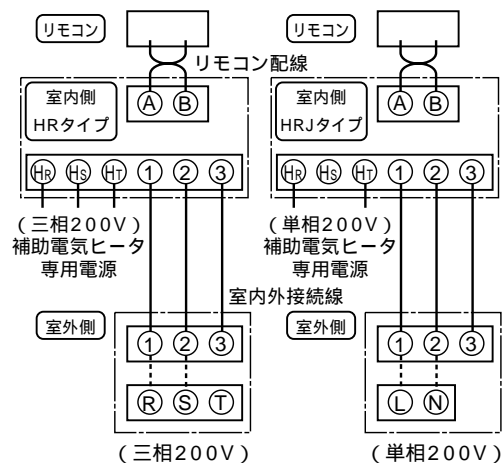 リモコン
リモコン
リモコン配線
室内側
HRタイプ
A B
室内側
HRJタイプ
A B
HR HS HT 1 2 3
HR HS HT 1 2 3
(三相200V)
補助電気ヒータ
専用電源
(単相200V)
補助電気ヒータ
専用電源
室内外接続線
室外側
1 2 3
R S T
室外側
1 2 3
L N
(三相200V)
(単相200V)